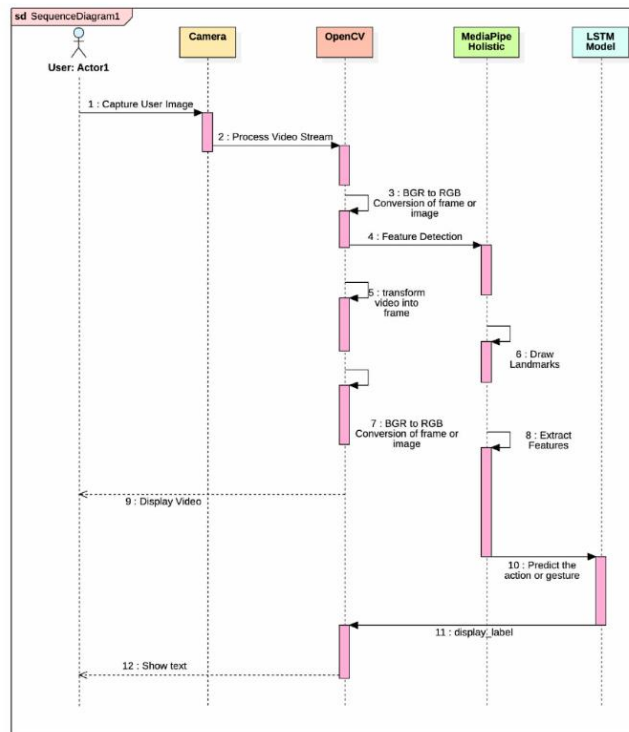 sd SequenceDiagram1
Camera
OpenCV
MediaPipe
Holistic
LSTM
Model
User: Actor1
1 : Capture User Image
2 : Process Video Stream
3 : BGR to RGB
Conversion of frame or
image
4 : Feature Detection
5 : transform
video into
frame
6 : Draw
Landmarks
7 : BGR to RGB
Conversion of frame or
image
8 : Extract
Features
9 : Display Video
10 : Predict the
action or gesture
11 : display_label
12 : Show text